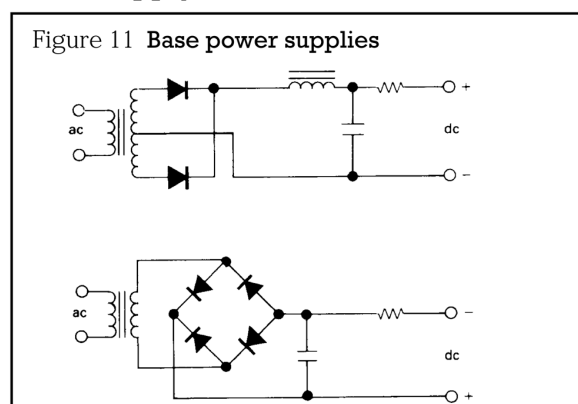 Figure 11 Base power supplies
ac
+
dc
−
ac
−
dc
+